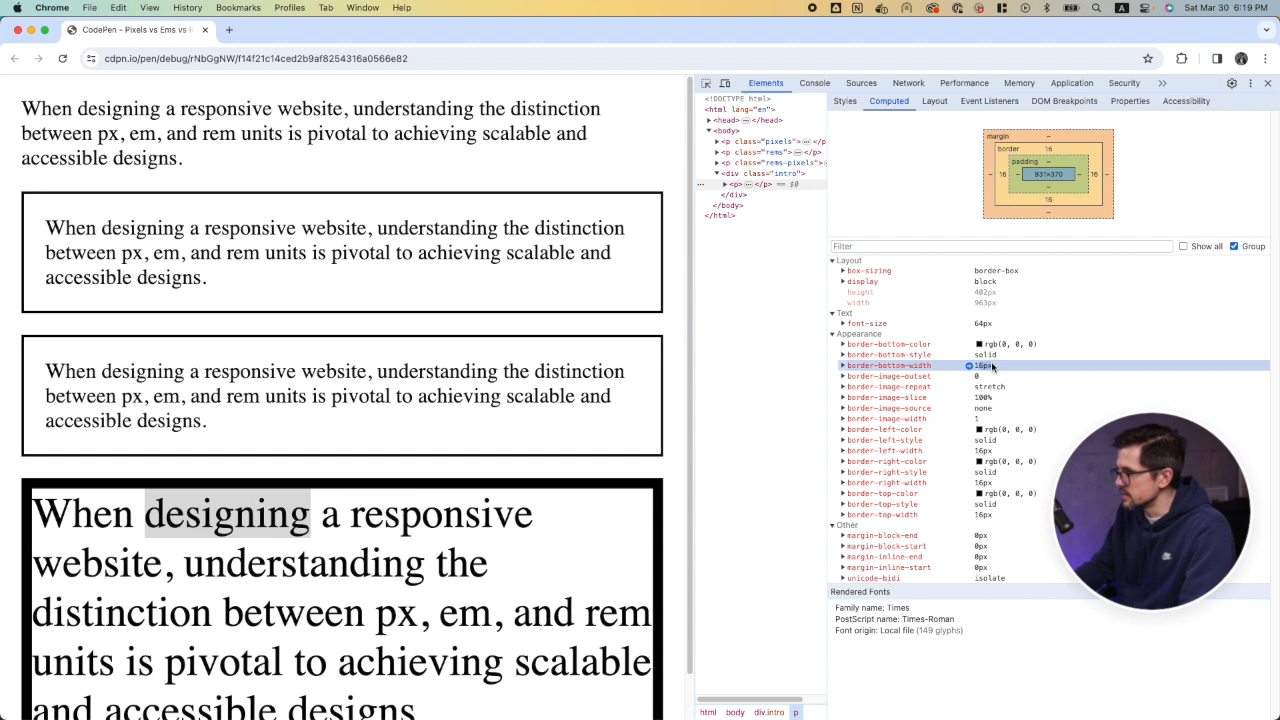 Chrome File Edit View History Bookmarks Profiles Tab Window Help Sat Mar 30 6:19 PM
CodePen - Pixels vs Ems vs R
cdpn.io/pen/debug/rNbGgNW/f14f21c14ced2b9af8254316a0566e82
When designing a responsive website, understanding the distinction
between px, em, and rem units is pivotal to achieving scalable and
accessible designs.
When designing a responsive website, understanding the distinction
between px, em, and rem units is pivotal to achieving scalable and
accessible designs.
When designing a responsive website, understanding the distinction
between px, em, and rem units is pivotal to achieving scalable and
accessible designs.
When designing a responsive
website, understanding the
distinction between px, em, and rem
units is pivotal to achieving scalable
and accessible designs
Elements Console Sources Network Performance Memory Application Security
<!DOCTYPE html>
<html lang="en">
<head> … </head>
<body>
<p class="pixels"> … </p
<p class="rems"> … </p>
<p class="rems-pixels"> …
<div class="intro">
… <p> … </p> == $0
</div>
</body>
</html>
html body div.intro p
Styles Computed Layout Event Listeners DOM Breakpoints Properties Accessibility
margin –
border 16
padding –
– 16 – 931×370 – 16 –
–
16
–
Filter Show all Group
Layout
box-sizing border-box
display block
height 402px
width 963px
Text
font-size 64px
Appearance
border-bottom-color rgb(0, 0, 0)
border-bottom-style solid
border-bottom-width 16px
border-image-outset 0
border-image-repeat stretch
border-image-slice 100%
border-image-source none
border-image-width 1
border-left-color rgb(0, 0, 0)
border-left-style solid
border-left-width 16px
border-right-color rgb(0, 0, 0)
border-right-style solid
border-right-width 16px
border-top-color rgb(0, 0, 0)
border-top-style solid
border-top-width 16px
Other
margin-block-end 0px
margin-block-start 0px
margin-inline-end 0px
margin-inline-start 0px
unicode-bidi isolate
Rendered Fonts
Family name: Times
PostScript name: Times-Roman
Font origin: Local file (149 glyphs)